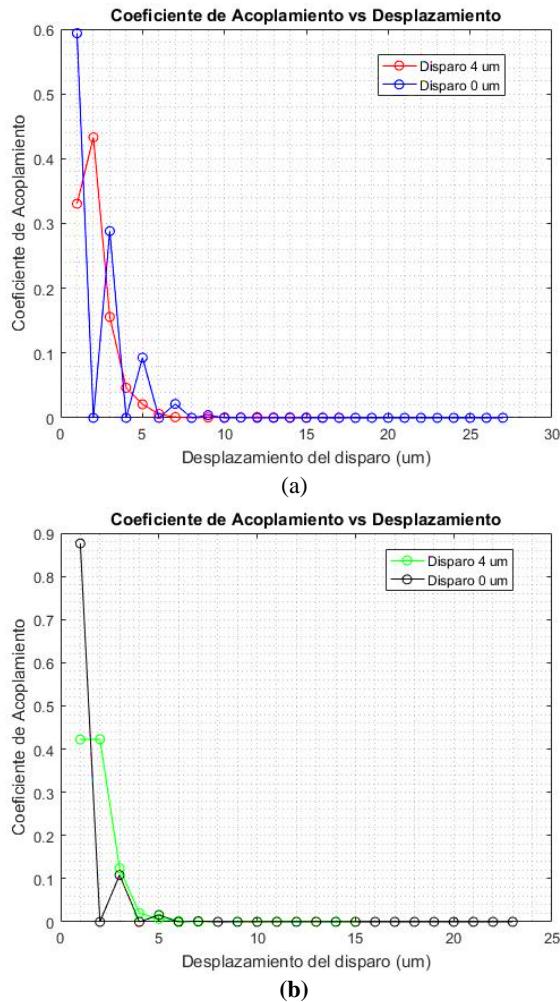 Coeficiente de Acoplamiento vs Desplazamiento
0.6
0.5
0.4
0.3
0.2
0.1
0
Coeficiente de Acoplamiento
Disparo 4 um
Disparo 0 um
0 5 10 15 20 25 30
Desplazamiento del disparo (um)
(a)
Coeficiente de Acoplamiento vs Desplazamiento
0.9
0.8
0.7
0.6
0.5
0.4
0.3
0.2
0.1
0
Coeficiente de Acoplamiento
Disparo 4 um
Disparo 0 um
0 5 10 15 20 25
Desplazamiento del disparo (um)
(b)